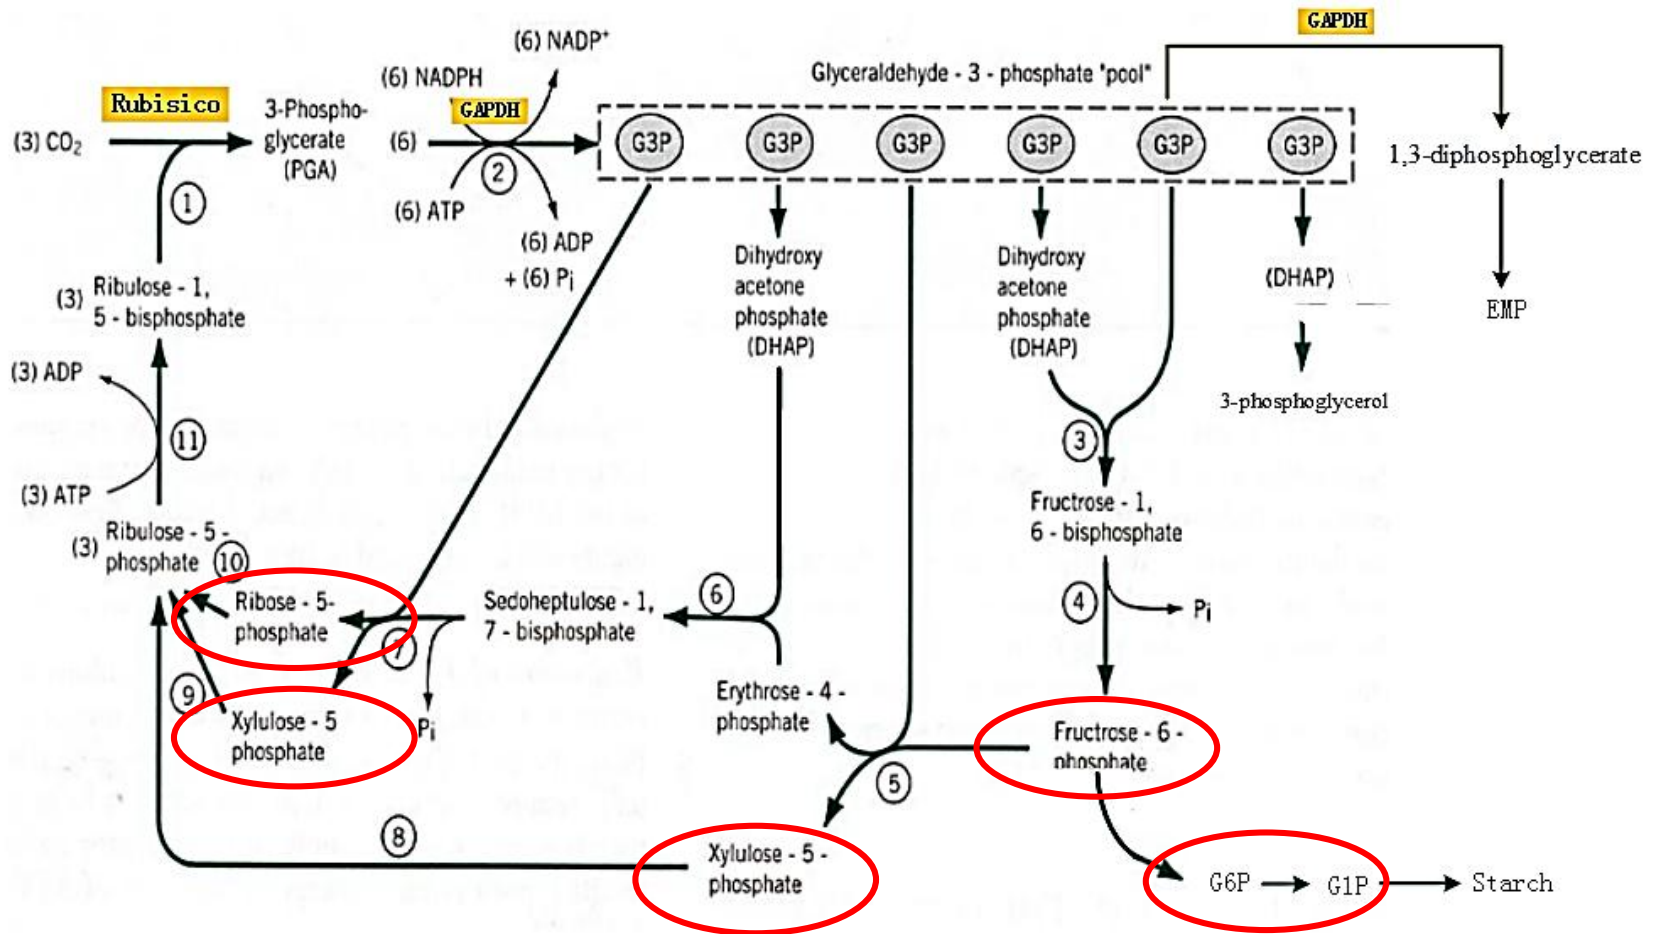 GAPDH
(6) NADP⁺
Glyceraldehyde - 3 - phosphate "pool"
(6) NADPH
Rubisico
3-Phospho-
glycerate
(PGA)
GAPDH
(3) CO₂
(6)
G3P
G3P
G3P
G3P
G3P
G3P
1,3-diphosphoglycerate
1
2
(6) ATP
(6) ADP
+ (6) Pi
Dihydroxy
acetone
phosphate
(DHAP)
Dihydroxy
acetone
phosphate
(DHAP)
(DHAP)
EMP
(3)
Ribulose - 1,
5 - bisphosphate
(3) ADP
3-phosphoglycerol
11
3
(3) ATP
Fructrose - 1,
6 - bisphosphate
(3)
Ribulose - 5 -
phosphate
10
Ribose - 5-
phosphate
7
Sedoheptulose - 1,
7 - bisphosphate
6
4
Pi
9
Xylulose - 5
phosphate
Pi
Erythrose - 4 -
phosphate
Fructrose - 6 -
phosphate
5
8
Xylulose - 5 -
phosphate
G6P
G1P
Starch